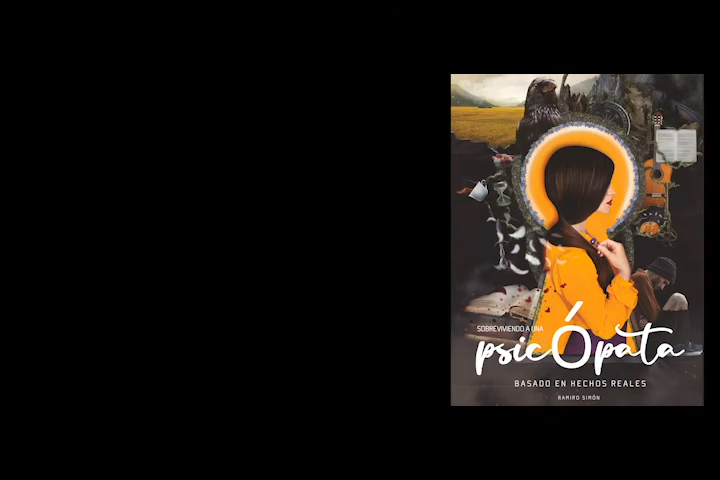 SOBREVIVIENDO A UNA
psicÓpata
BASADO EN HECHOS REALES
RAMIRO SIMÓN